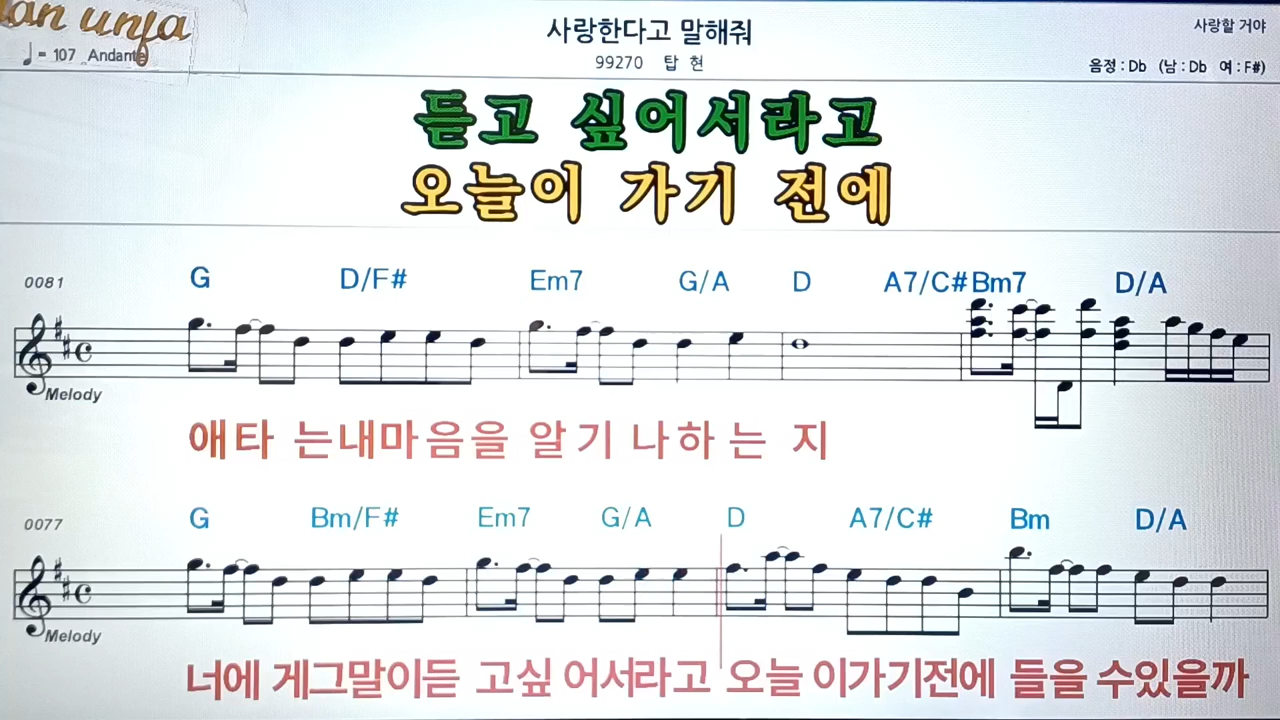 사랑한다고 말해줘
사랑할 거야
♩= 107 Andante
99270 탑 현
음정 : Db (남 : Db 여 : F#)
듣고 싶어서라고
오늘이 가기 전에
0081 G D/F# Em7 G/A D A7/C# Bm7 D/A
Melody
애타 는내마음을 알기나하는 지
0077 G Bm/F# Em7 G/A D A7/C# Bm D/A
Melody
너에 게그말이듣 고싶 어서라고 오늘 이가기전에 들을 수있을까